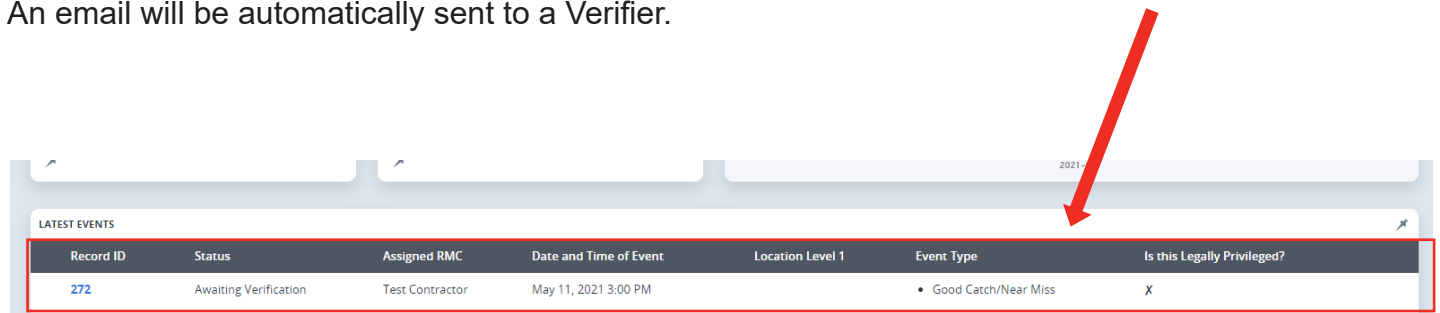 An email will be automatically sent to a Verifier.
2021-
LATEST EVENTS
Record ID Status Assigned RMC Date and Time of Event Location Level 1 Event Type Is this Legally Privileged?
272 Awaiting Verification Test Contractor May 11, 2021 3:00 PM • Good Catch/Near Miss ✗